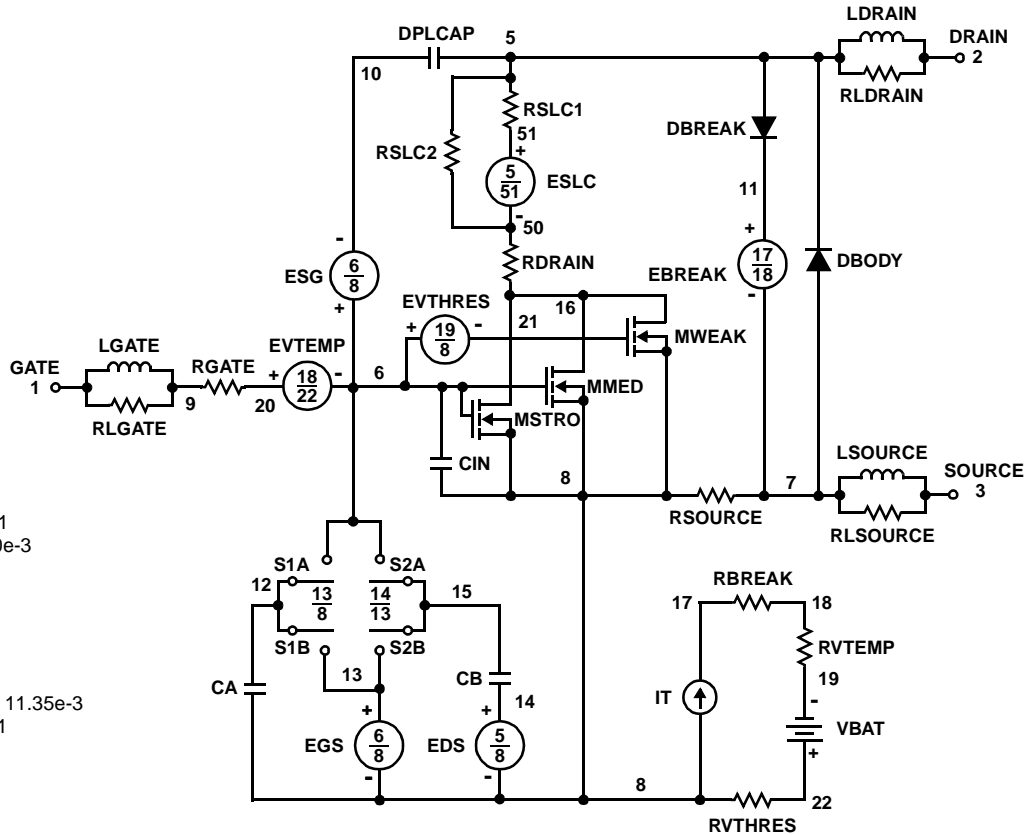 LDRAIN
DPLCAP
5
DRAIN
2
10
RLDRAIN
RSLC1
DBREAK
51
+
RSLC2
5
51
ESLC
11
-
50
+
-
RDRAIN
17
18
DBODY
6
8
EBREAK
ESG
EVTHRES
16
-
+
+
19
8
-
21
MWEAK
LGATE
EVTEMP
GATE
1
RGATE
+
18
22
-
6
MMED
9
20
MSTRO
RLGATE
LSOURCE
CIN
8
7
SOURCE
3
RSOURCE
RLSOURCE
1
0e-3
S1A
S2A
RBREAK
12
13
8
14
13
15
17
18
S1B
S2B
RVTEMP
13
CB
19
CA
14
IT
-
11.35e-3
1
+
+
VBAT
EGS
6
8
EDS
5
8
+
-
-
8
22
RVTHRES